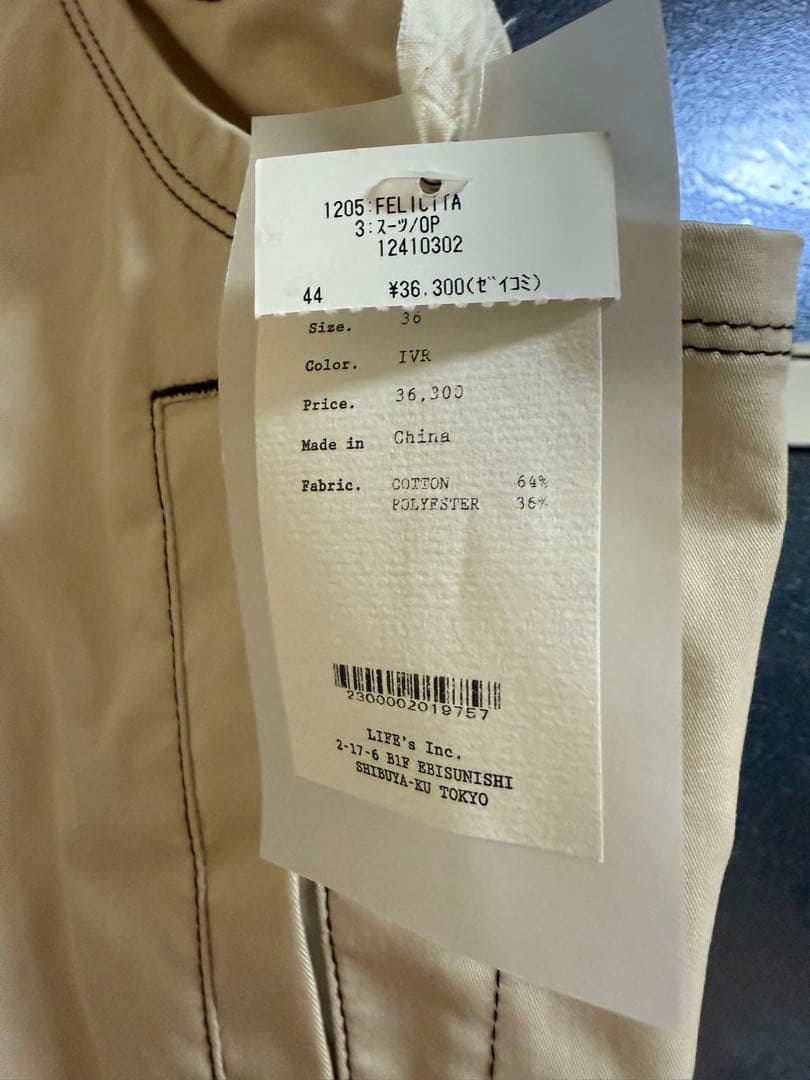 1205:FELICITA
3:ｽｰﾂ/OP
12410302
44 ¥36,300(ｾﾞｲｺﾐ)
Size. 36
Color. IVR
Price. 36,300
Made in China
Fabric. COTTON 64%
POLYESTER 36%
2300002019757
LIFE's Inc.
2-17-6 B1F EBISUNISHI
SHIBUYA-KU TOKYO